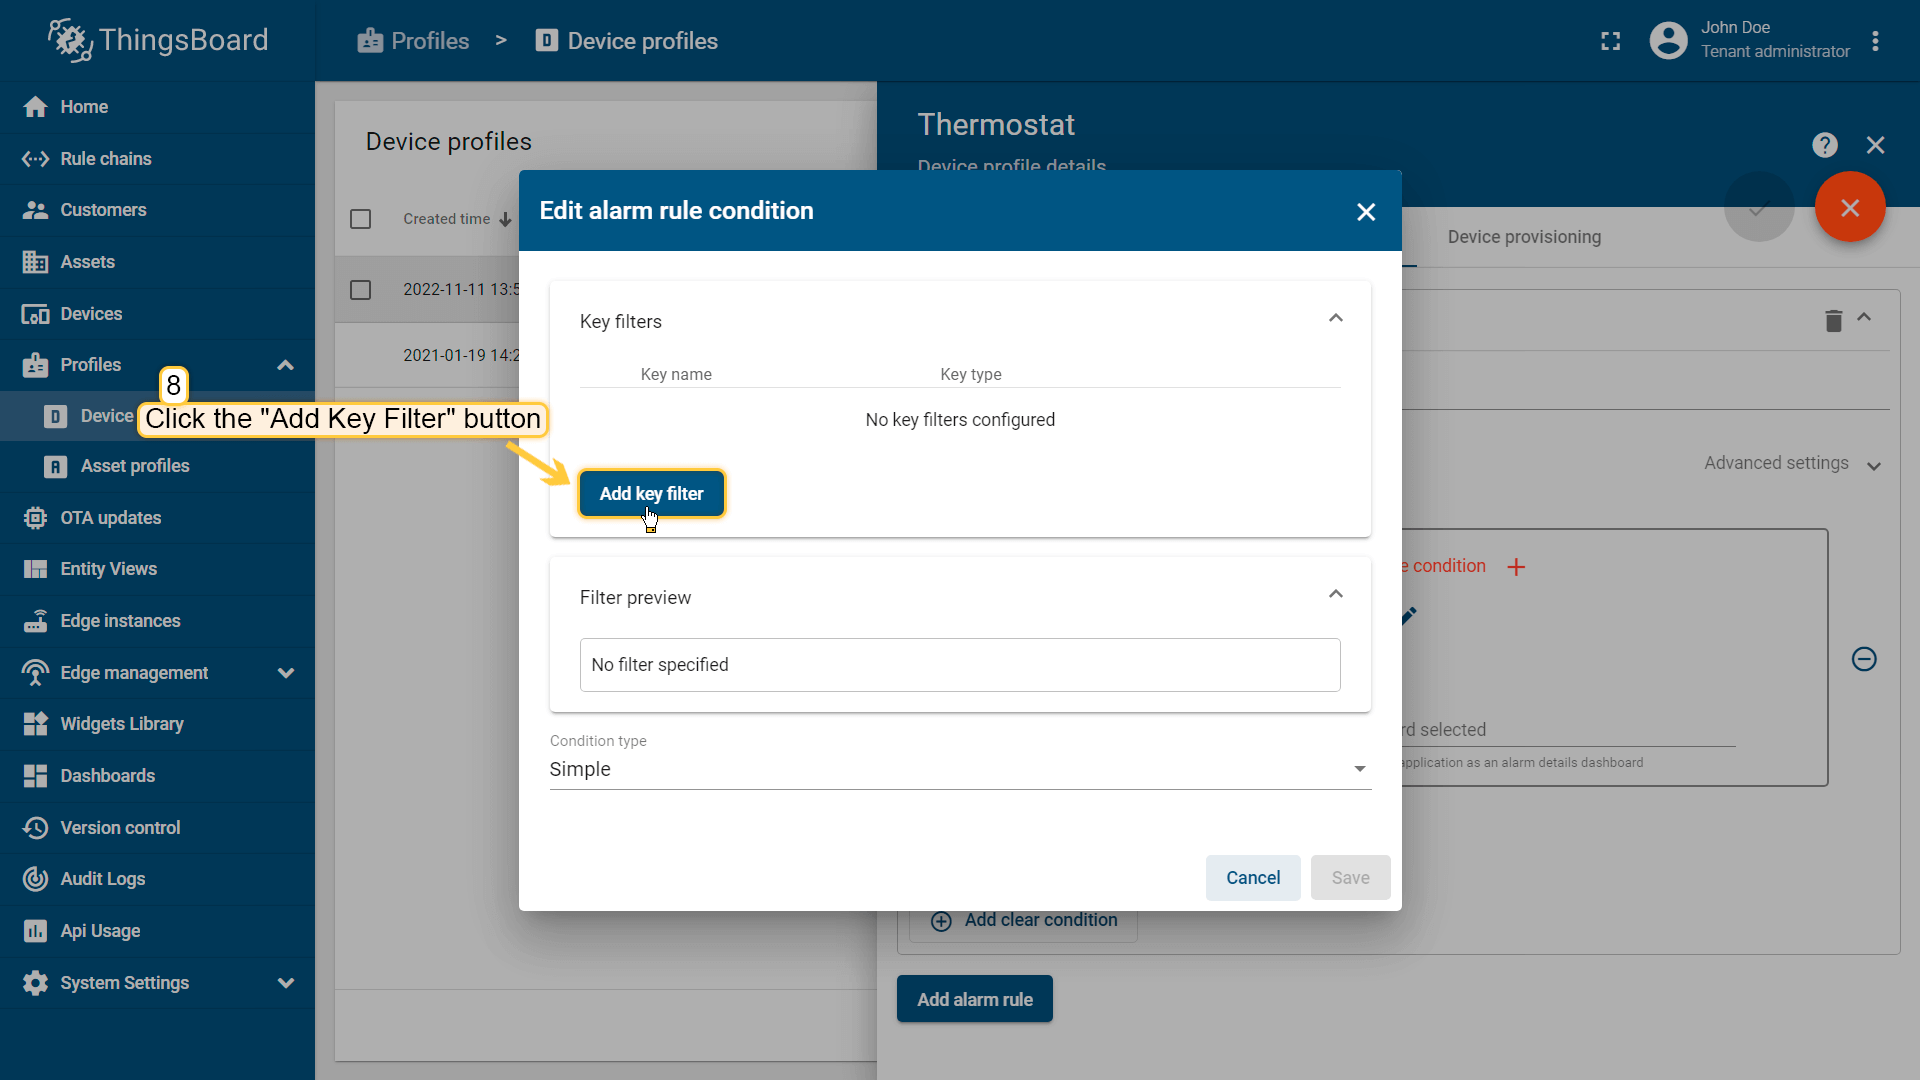 ThingsBoard
Profiles > Device profiles
John Doe
Tenant administrator
Home
Rule chains
Customers
Assets
Devices
Profiles
Device
Asset profiles
OTA updates
Entity Views
Edge instances
Edge management
Widgets Library
Dashboards
Version control
Audit Logs
Api Usage
System Settings
8
Click the "Add Key Filter" button
Device profiles
Created time
2022-11-11 13:5
2021-01-19 14:2
Thermostat
Device profile details
Device provisioning
Advanced settings
e condition
rd selected
application as an alarm details dashboard
Add clear condition
Add alarm rule
Edit alarm rule condition
Key filters
Key name Key type
No key filters configured
Add key filter
Filter preview
No filter specified
Condition type
Simple
Cancel Save